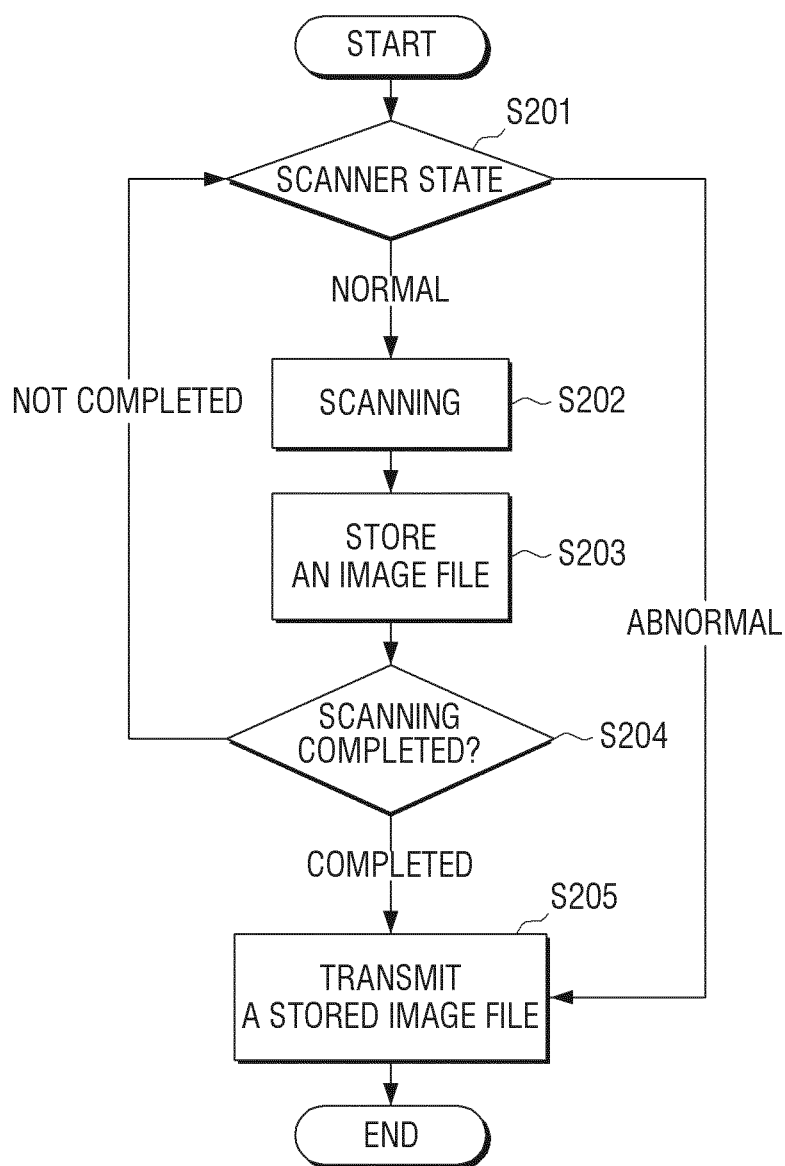 START
S201
SCANNER STATE
NORMAL
NOT COMPLETED
SCANNING
S202
STORE
AN IMAGE FILE
S203
ABNORMAL
SCANNING
COMPLETED?
S204
COMPLETED
S205
TRANSMIT
A STORED IMAGE FILE
END